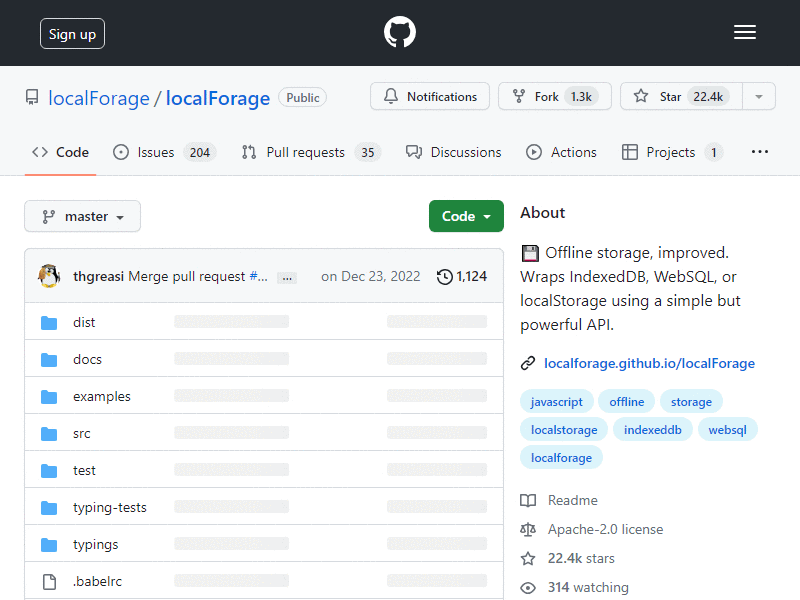 Sign up
localForage / localForage Public
Notifications
Fork 1.3k
Star 22.4k
Code
Issues 204
Pull requests 35
Discussions
Actions
Projects 1
master
Code
thgreasi Merge pull request #... ... on Dec 23, 2022 1,124
dist
docs
examples
src
test
typing-tests
typings
.babelrc
About
Offline storage, improved.
Wraps IndexedDB, WebSQL, or
localStorage using a simple but
powerful API.
localforage.github.io/localForage
javascript offline storage
localstorage indexeddb websql
localforage
Readme
Apache-2.0 license
22.4k stars
314 watching